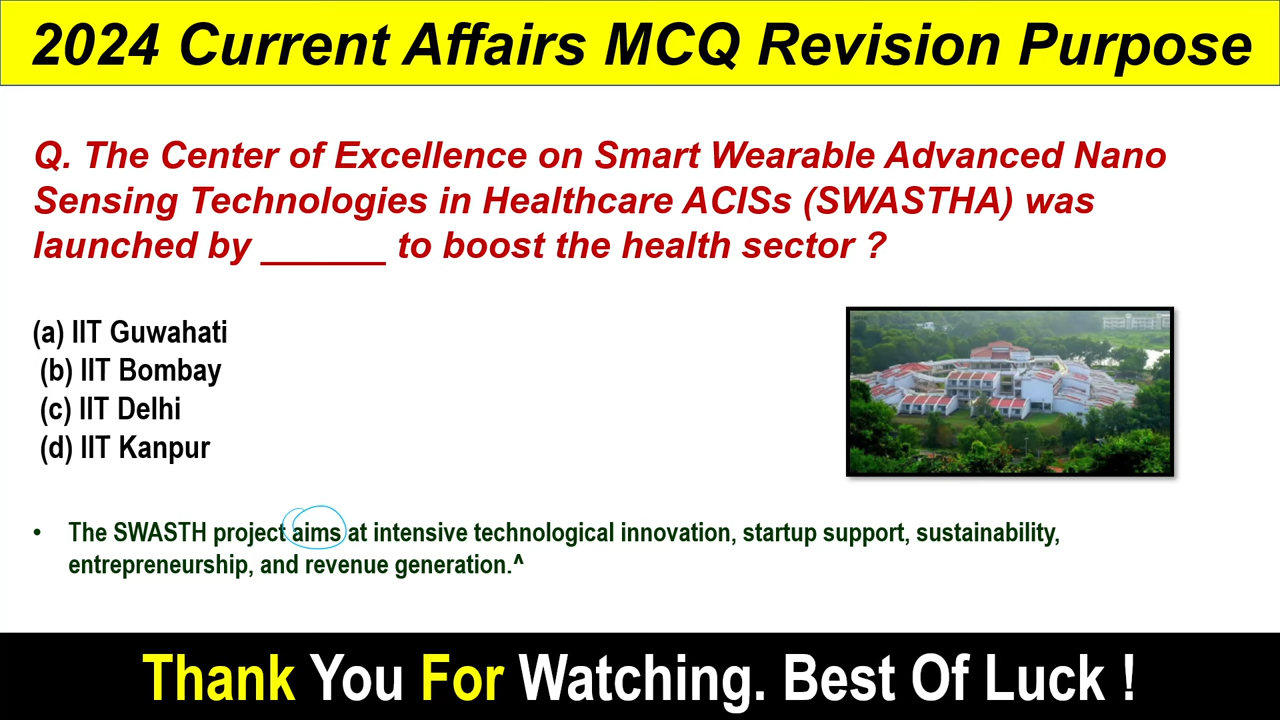 2024 Current Affairs MCQ Revision Purpose
Q. The Center of Excellence on Smart Wearable Advanced Nano
Sensing Technologies in Healthcare ACISs (SWASTHA) was
launched by ______ to boost the health sector ?
(a) IIT Guwahati
(b) IIT Bombay
(c) IIT Delhi
(d) IIT Kanpur
• The SWASTH project aims at intensive technological innovation, startup support, sustainability,
entrepreneurship, and revenue generation.^
Thank You For Watching. Best Of Luck !